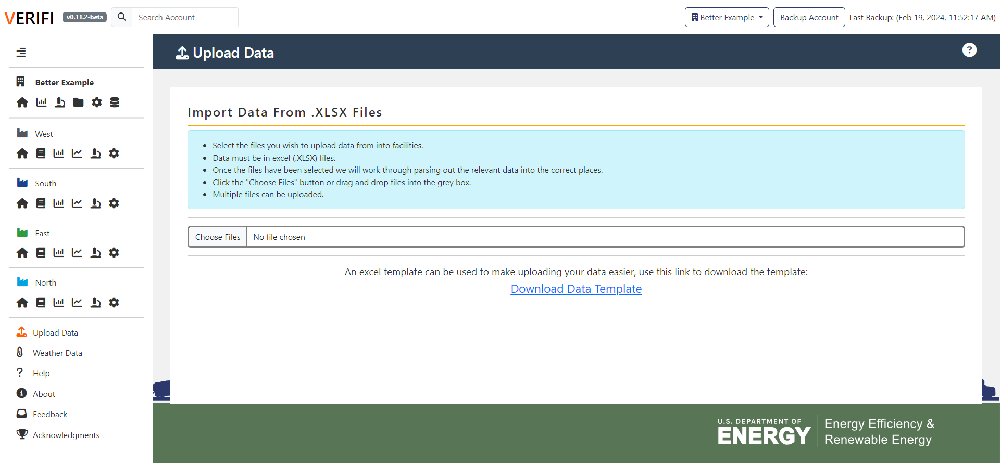 VERIFI
v0.11.2-beta
Search Account
Better Example
Backup Account
Last Backup: (Feb 19, 2024, 11:52:17 AM)
Upload Data
?
Better Example
West
South
East
North
Upload Data
Weather Data
? Help
About
Feedback
Acknowledgments
Import Data From .XLSX Files
Select the files you wish to upload data from into facilities.
Data must be in excel (.XLSX) files.
Once the files have been selected we will work through parsing out the relevant data into the correct places.
Click the "Choose Files" button or drag and drop files into the grey box.
Multiple files can be uploaded.
Choose Files
No file chosen
An excel template can be used to make uploading your data easier, use this link to download the template:
Download Data Template
U.S. DEPARTMENT OF
ENERGY
Energy Efficiency &
Renewable Energy